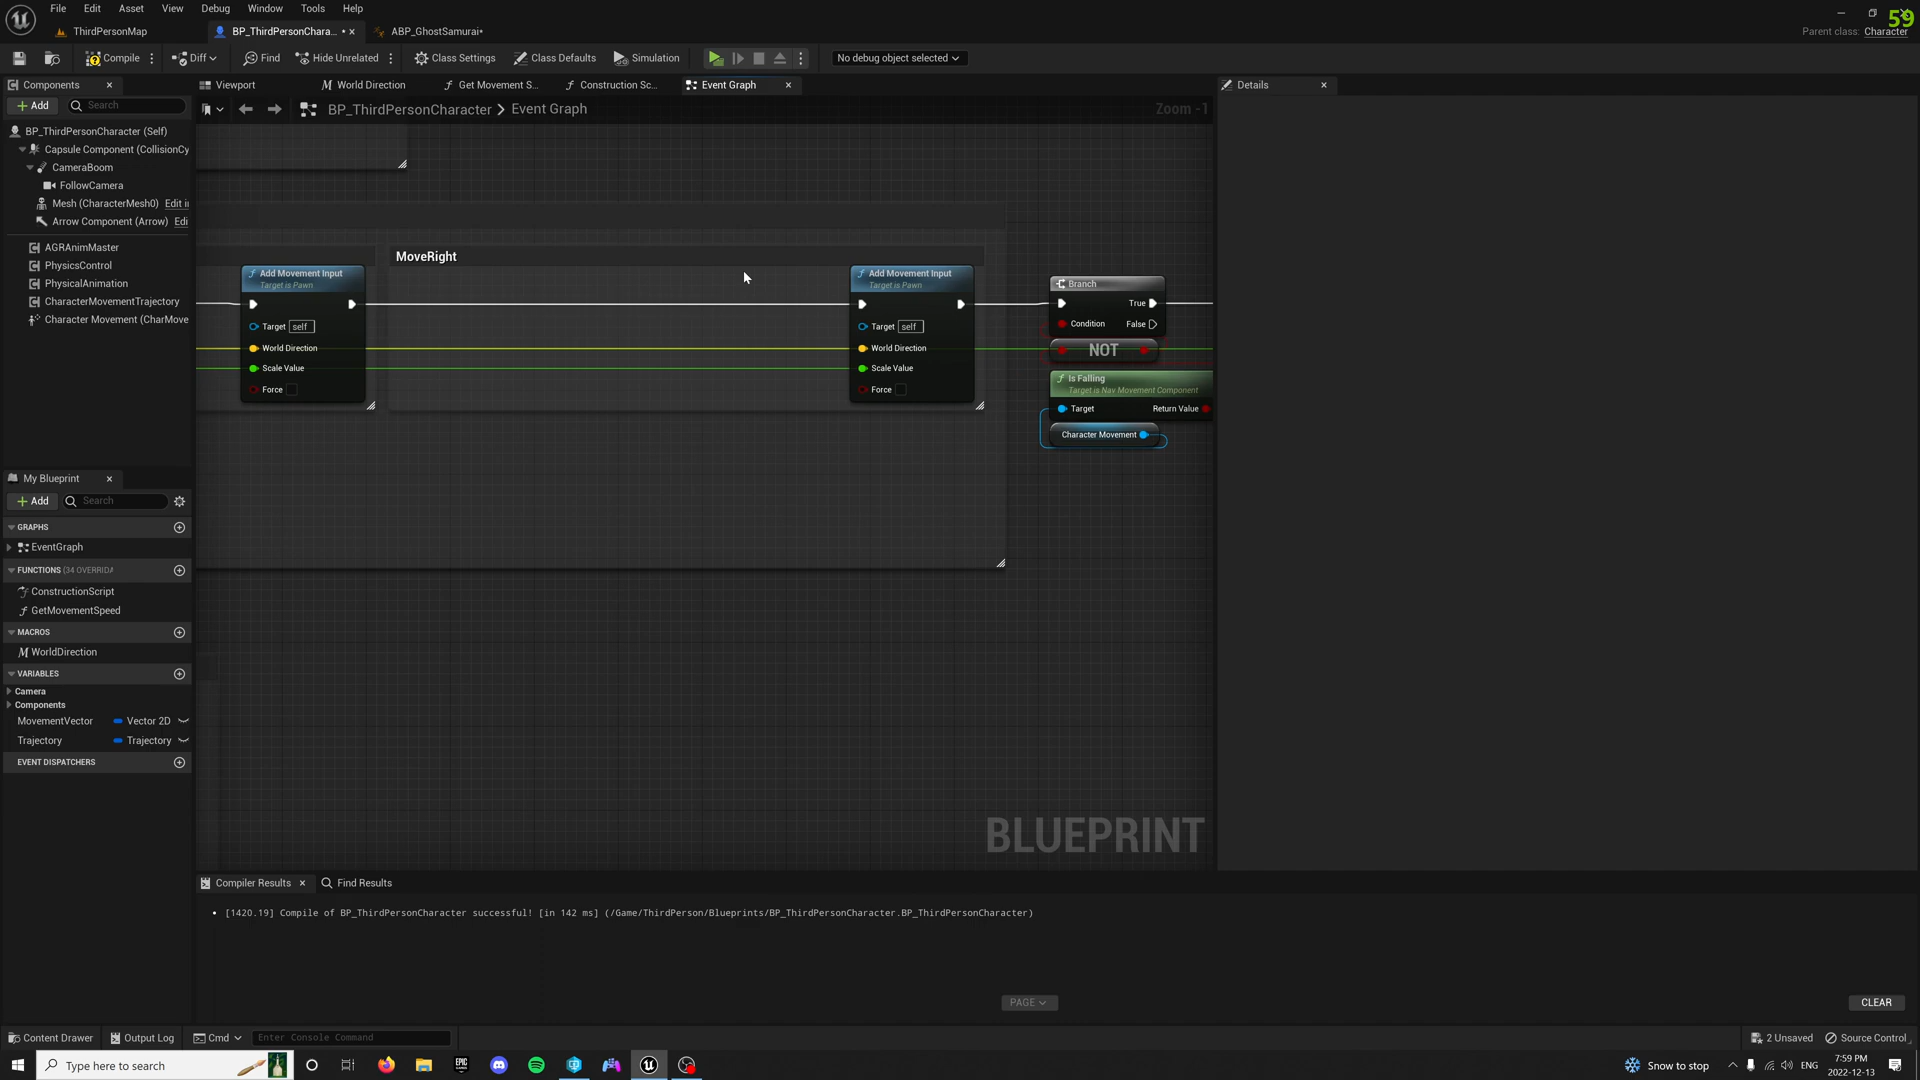 File Edit Asset View Debug Window Tools Help
59
ThirdPersonMap BP_ThirdPersonChara... • ABP_GhostSamurai•
Parent class: Character
Compile Diff Find Hide Unrelated Class Settings Class Defaults Simulation No debug object selected
Components
Viewport World Direction Get Movement S... Construction Sc... Event Graph Details
Add Search
BP_ThirdPersonCharacter > Event Graph Zoom -1
BP_ThirdPersonCharacter (Self)
Capsule Component (CollisionCy
CameraBoom
FollowCamera
Mesh (CharacterMesh0) Edit in
Arrow Component (Arrow) Edi
AGRAnimMaster
PhysicsControl
PhysicalAnimation
CharacterMovementTrajectory
Character Movement (CharMove
MoveRight
Add Movement Input
Target is Pawn
Target self
World Direction
Scale Value
Force
Add Movement Input
Target is Pawn
Target self
World Direction
Scale Value
Force
Branch
True
Condition False
NOT
Is Falling
Target is Nav Movement Component
Target Return Value
Character Movement
BLUEPRINT
My Blueprint
Add Search
GRAPHS
EventGraph
FUNCTIONS (34 OVERRIDA
ConstructionScript
GetMovementSpeed
MACROS
WorldDirection
VARIABLES
Camera
Components
MovementVector Vector 2D
Trajectory Trajectory
EVENT DISPATCHERS
Compiler Results Find Results
[1420.19] Compile of BP_ThirdPersonCharacter successful! [in 142 ms] (/Game/ThirdPerson/Blueprints/BP_ThirdPersonCharacter.BP_ThirdPersonCharacter)
PAGE CLEAR
Content Drawer Output Log Cmd Enter Console Command 2 Unsaved Source Control
Type here to search EPIC GAMES Snow to stop ENG 7:59 PM
2022-12-13